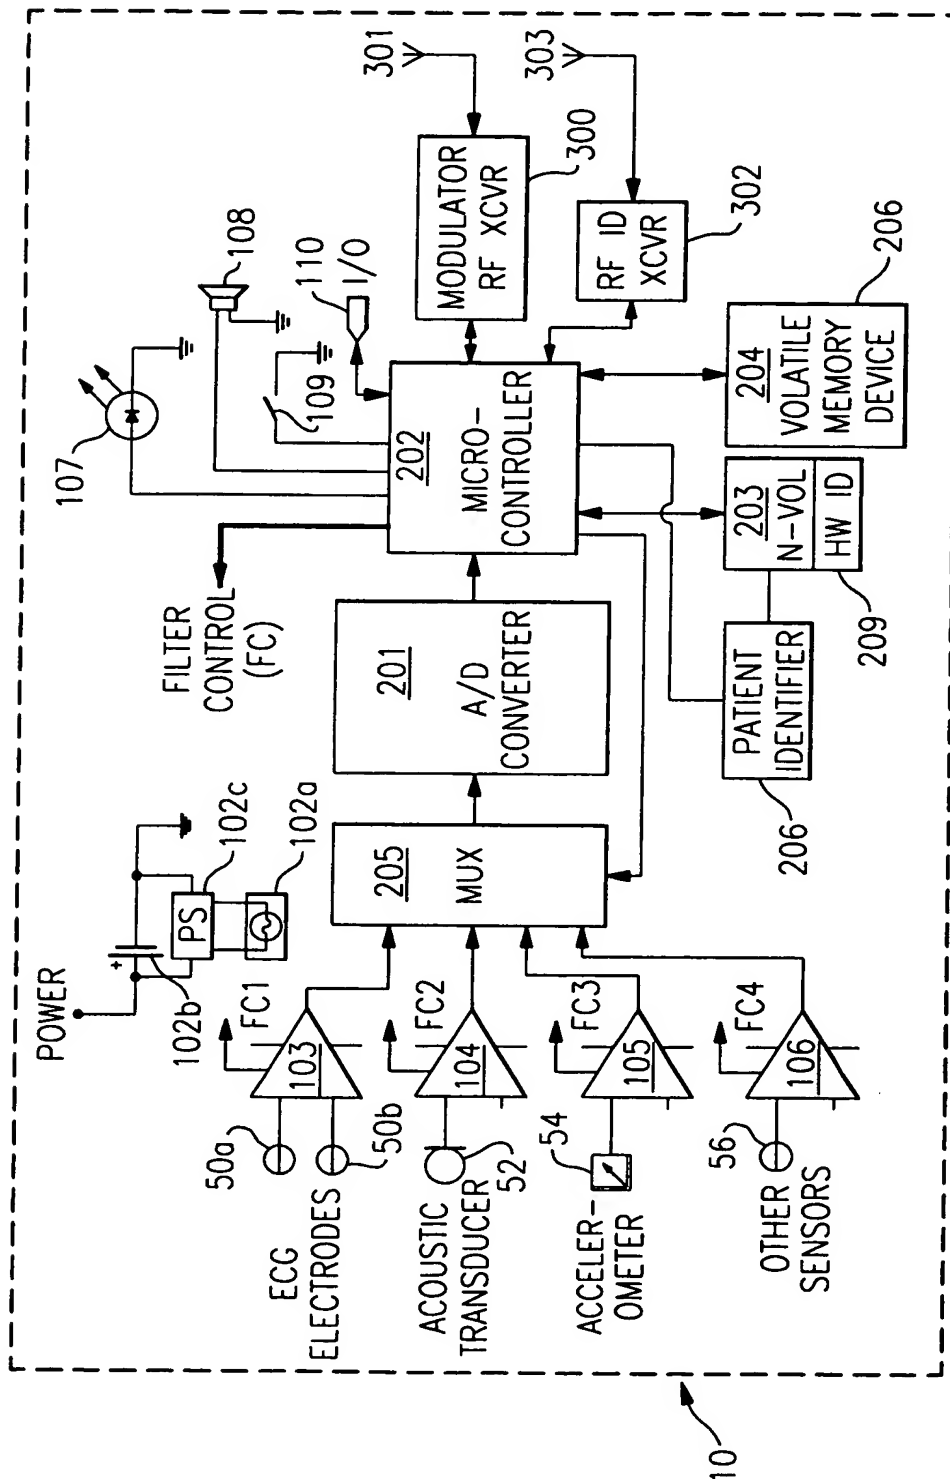 POWER
102b
PS
102c
102a
FILTER
CONTROL
(FC)
107
108
109
110
I/O
301
303
MODULATOR
RF XCVR
300
RF ID
XCVR
302
50a
50b
ECG
ELECTRODES
103
FC1
ACOUSTIC
TRANSDUCER
52
104
FC2
ACCELER-
OMETER
54
105
FC3
OTHER
SENSORS
56
106
FC4
205
MUX
201
A/D
CONVERTER
202
MICRO-
CONTROLLER
PATIENT
IDENTIFIER
206
203
N-VOL
HW ID
209
204
VOLATILE
MEMORY
DEVICE
206
10